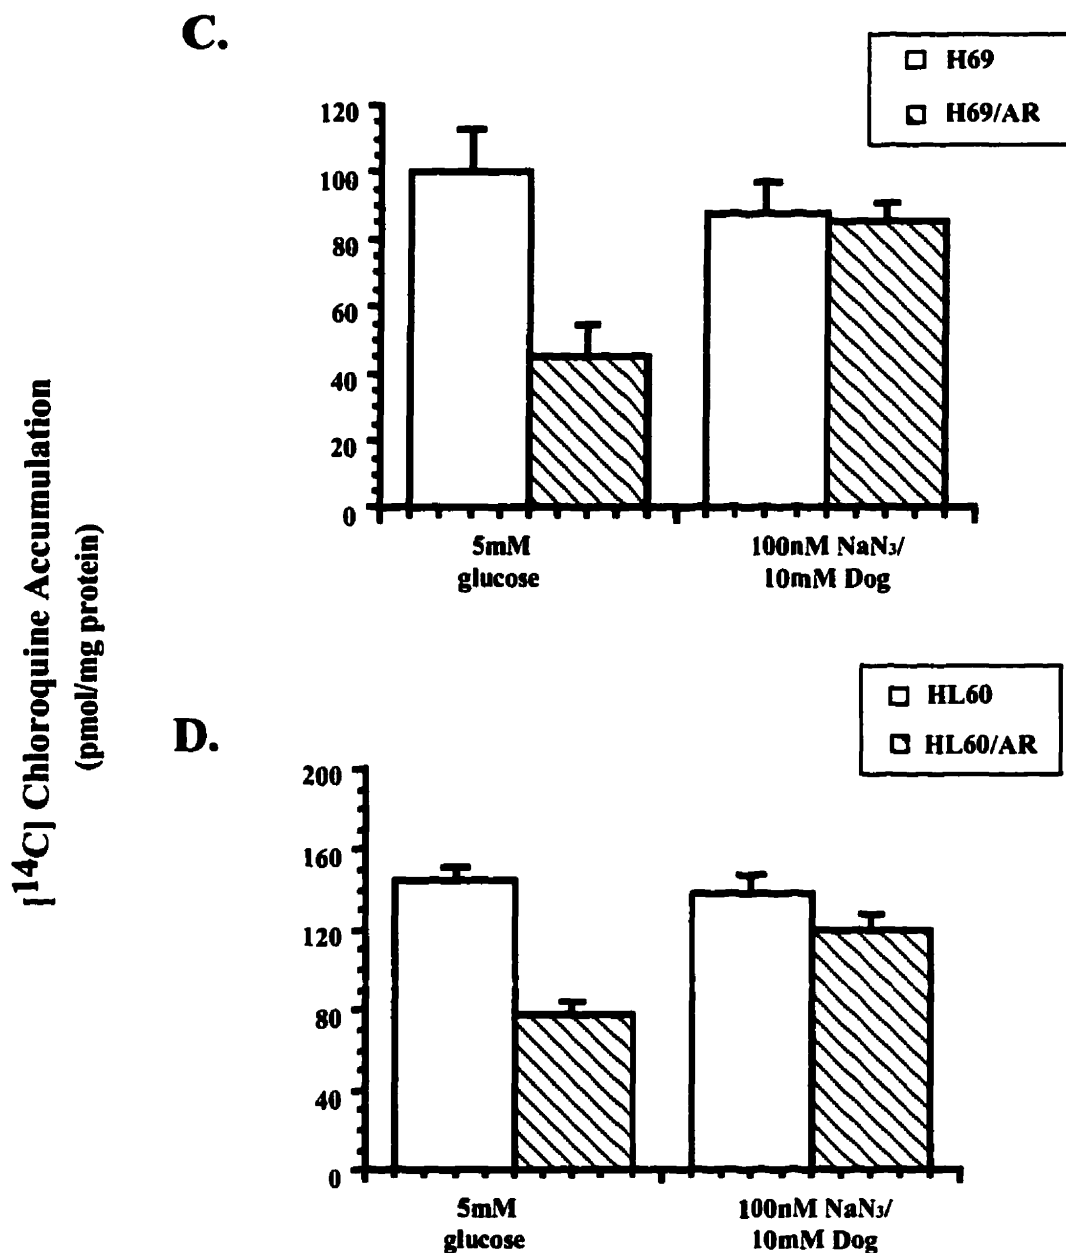 C.
H69
H69/AR
120
100
80
60
40
20
0
5mM
glucose
100nM NaN₃/
10mM Dog
[¹⁴C] Chloroquine Accumulation
(pmol/mg protein)
D.
HL60
HL60/AR
200
160
120
80
40
0
5mM
glucose
100nM NaN₃/
10mM Dog